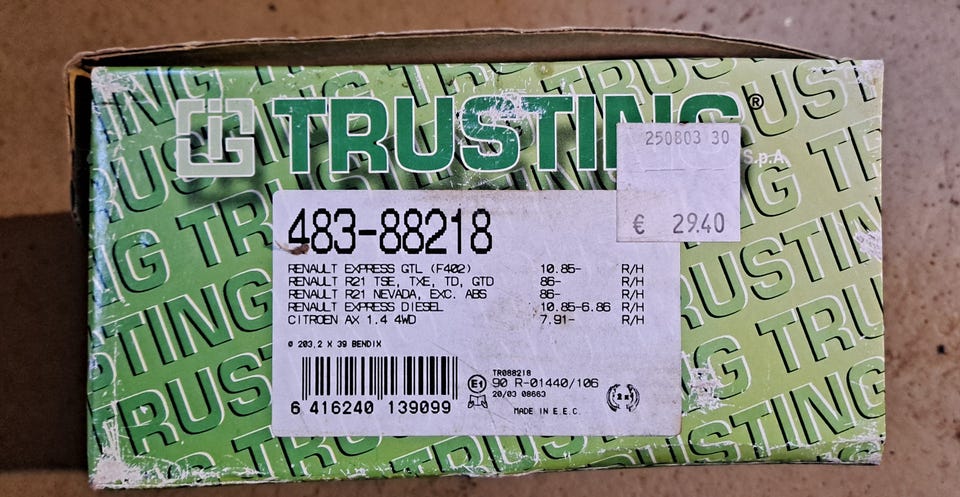 TRUSTING®
S.p.A.
250803 30
€ 29.40
483-88218
RENAULT EXPRESS GTL (F402) 10.85- R/H
RENAULT R21 TSE, TXE, TD, GTD 86- R/H
RENAULT R21 NEVADA, EXC. ABS 86- R/H
RENAULT EXPRESS DIESEL 10.85-6.86 R/H
CITROEN AX 1.4 4WD 7.91- R/H
Ø 203,2 X 39 BENDIX
6 416240 139099
TR088218
E1 90 R-01440/106
20/03 08663
MADE IN E.E.C.
2x